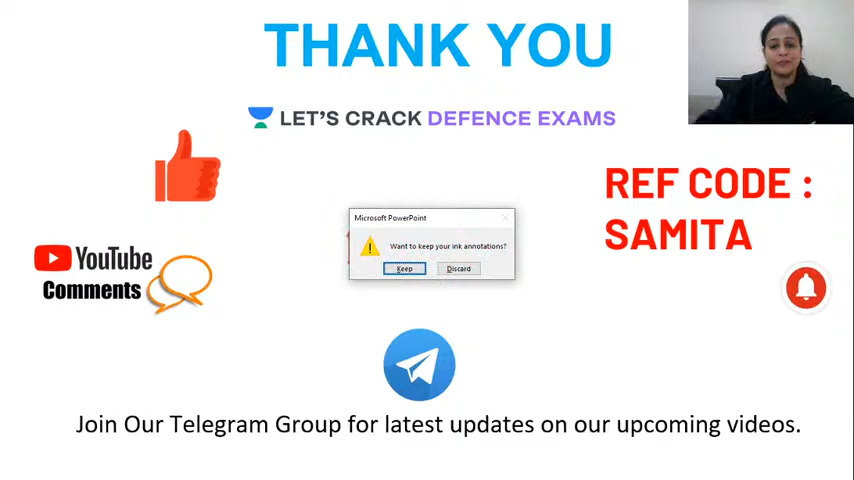 THANK YOU
LET'S CRACK DEFENCE EXAMS
REF CODE :
SAMITA
Microsoft PowerPoint
Want to keep your ink annotations?
Keep
Discard
YouTube
Comments
Join Our Telegram Group for latest updates on our upcoming videos.